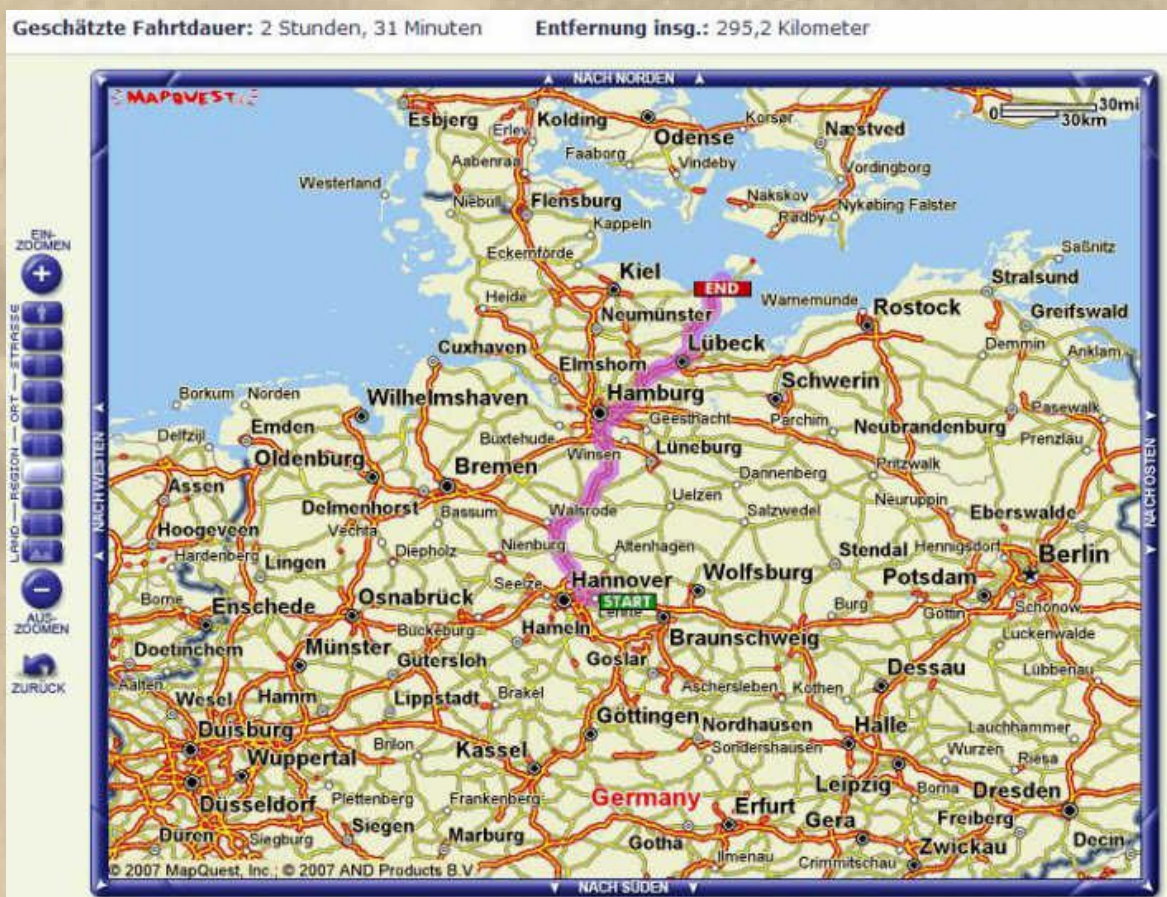 Geschätzte Fahrtdauer: 2 Stunden, 31 Minuten Entfernung insg.: 295,2 Kilometer
NACH NORDEN
MAPQUEST
30mi
0 30km
Esbjerg
Kolding
Odense
Korsør
Næstved
Erlev
Faaborg
Vindeby
Aabenraa
Vordingborg
Westerland
Niebüll
Flensburg
Nakskov
Nykøbing Falster
Rødby
Kappeln
EIN-
ZOOMEN
Eckernförde
Kiel
Saßnitz
Stralsund
END
Heide
Warnemünde
Rostock
Greifswald
Neumünster
Cuxhaven
Lübeck
Demmin
Anklam
Elmshorn
Schwerin
Borkum
Norden
Wilhelmshaven
Hamburg
Geesthacht
Parchim
Pasewalk
Delfzijl
Emden
Buxtehude
Lüneburg
Neubrandenburg
Prenzlau
Oldenburg
Bremen
Winsen
Dannenberg
Pritzwalk
Assen
Delmenhorst
Bassum
Walsrode
Uelzen
Salzwedel
Neuruppin
Eberswalde
Hoogeveen
Vechta
Diepholz
Nienburg
Altenhagen
Stendal
Hennigsdorf
Berlin
Hardenberg
Lingen
Seelze
Hannover
Wolfsburg
Potsdam
Borne
Enschede
Osnabrück
START
Lehrte
Burg
Göttin
Schönow
Bückeburg
Hameln
Braunschweig
Luckenwalde
Doetinchem
Münster
Gütersloh
Goslar
Dessau
Lübbenau
Aalten
Wesel
Hamm
Lippstadt
Brakel
Aschersleben
Köthen
Duisburg
Göttingen
Nordhausen
Halle
Lauchhammer
Wuppertal
Brilon
Kassel
Sondershausen
Wurzen
Riesa
Düsseldorf
Plettenberg
Frankenberg
Germany
Leipzig
Borna
Dresden
Düren
Siegburg
Siegen
Marburg
Gotha
Erfurt
Gera
Freiberg
Decin
Ilmenau
Crimmitschau
Zwickau
© 2007 MapQuest, Inc.; © 2007 AND Products B.V
NACH SÜDEN
NACH WESTEN
NACH OSTEN
LAND — REGION — ORT — STRASSE
AUS-
ZOOMEN
ZURÜCK